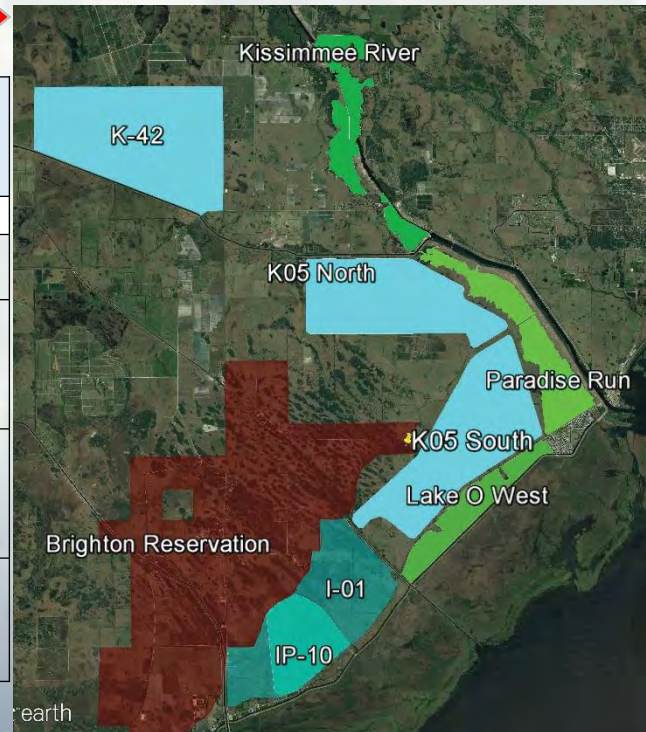 Kissimmee River
K-42
K05 North
Paradise Run
K05 South
Lake O West
Brighton Reservation
I-01
IP-10
earth